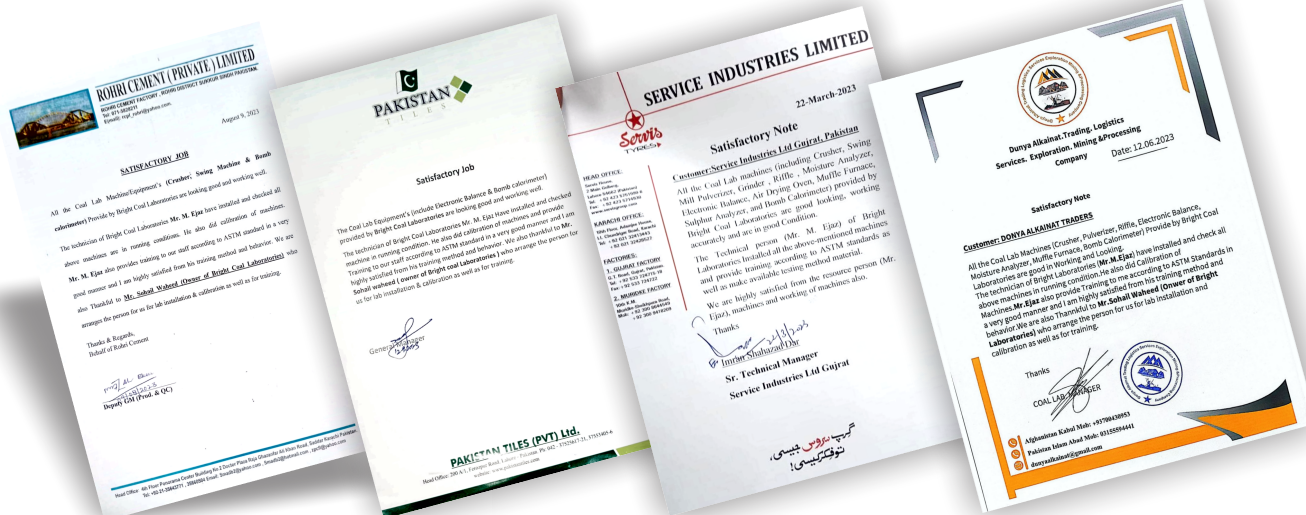 ROHRI CEMENT (PRIVATE) LIMITED
ROHRI CEMENT FACTORY, ROHRI DISTRICT SUKKUR SINDH PAKISTAN.
August 9, 2023
SATISFACTORY JOB
All the Coal Lab Machine/Equipment's (Crusher, Swing Machine & Bomb
calorimeter) Provide by Bright Coal Laboratories are looking good and working well.
The technician of Bright Coal Laboratories Mr. M. Ejaz have installed and checked all
above machines are in running conditions. He also did calibration of machines.
Mr. M. Ejaz also provides training to our staff according to ASTM standard in a very
good manner and I am highly satisfied from his training method and behavior. We are
also Thankful to Mr. Sohail Waheed (Owner of Bright Coal Laboratories) who
arranges the person for us for lab installation & calibration as well as for training.
Thanks & Regards,
Behalf of Rohri Cement
09/08/2023
Deputy GM (Prod. & QC)
PAKISTAN
TILES
Satisfactory Job
The Coal Lab Equipment's (include Electronic Balance & Bomb calorimeter)
provided by Bright Coal Laboratories are looking good and working well.
The technician of Bright Coal Laboratories Mr. M. Ejaz Have installed and checked
machine in running condition. He also did calibration of machines and provide
Training to our staff according to ASTM standard in a very good manner and I am
highly satisfied from his training method and behavior. We also thankful to Mr.
Sohail waheed ( owner of Bright coal Laboratories ) who arrange the person for
us for lab installation & calibration as well as for training.
General Manager
PAKISTAN TILES (PVT) Ltd.
SERVICE INDUSTRIES LIMITED
Servis
TYRES
22-March-2023
Satisfactory Note
Customer:Service Industries Ltd Gujrat, Pakistan
All the Coal Lab machines (including Crusher, Swing
Mill Pulverizer, Grinder , Riffle , Moisture Analyzer,
Electronic Balance, Air Drying Oven, Muffle Furnace,
Sulphur Analyzer, and Bomb Calorimeter) provided by
Bright Coal Laboratories are good looking, working
accurately and are in good Condition.
The Technical person (Mr. M. Ejaz) of Bright
Laboratories Installed all the above-mentioned machines
and provide training according to ASTM standards as
well as make available testing method material.
We are highly satisfied from the resource person (Mr.
Ejaz), machines and working of machines also.
Thanks
22/3/2023
Imran Shahazad Dar
Sr. Technical Manager
Service Industries Ltd Gujrat
HEAD OFFICE:
KARACHI OFFICE:
FACTORIES:
1. GUJRAT FACTORY
2. MURIDKE FACTORY
گرپ سروس جیسی،
توفکر کیسی!
Dunya Alkainat.Trading, Logistics
Services. Exploration. Mining &Processing
Company
Date: 12.06.2023
Satisfactory Note
Customer: DONYA ALKAINAT TRADERS
All the Coal Lab Machines (Crusher, Pulverizer, Riffle, Electronic Balance,
Moisture Analyzer, Muffle Furnace, Bomb Calorimeter) Provide by Bright Coal
Laboratories are good in Working and Looking.
The technician of Bright Laboratories (Mr.M.Ejaz) have installed and check all
above machines in running condition.He also did Calibration of
Machines.Mr.Ejaz also provide Training to me according to ASTM Standards in
a very good manner and I am highly satisfied from his training method and
behavior.We are also Thannkful to Mr.Sohail Waheed (Onwer of Bright
Laboratories) who arrange the person for us for lab installation and
calibration as well as for training.
Thanks
COAL LAB MANAGER
Afghanistan Kabul Mob: +93700430953
Pakistan Islam Abad Mob: 03155594441
dunyaalkainat@gmail.com